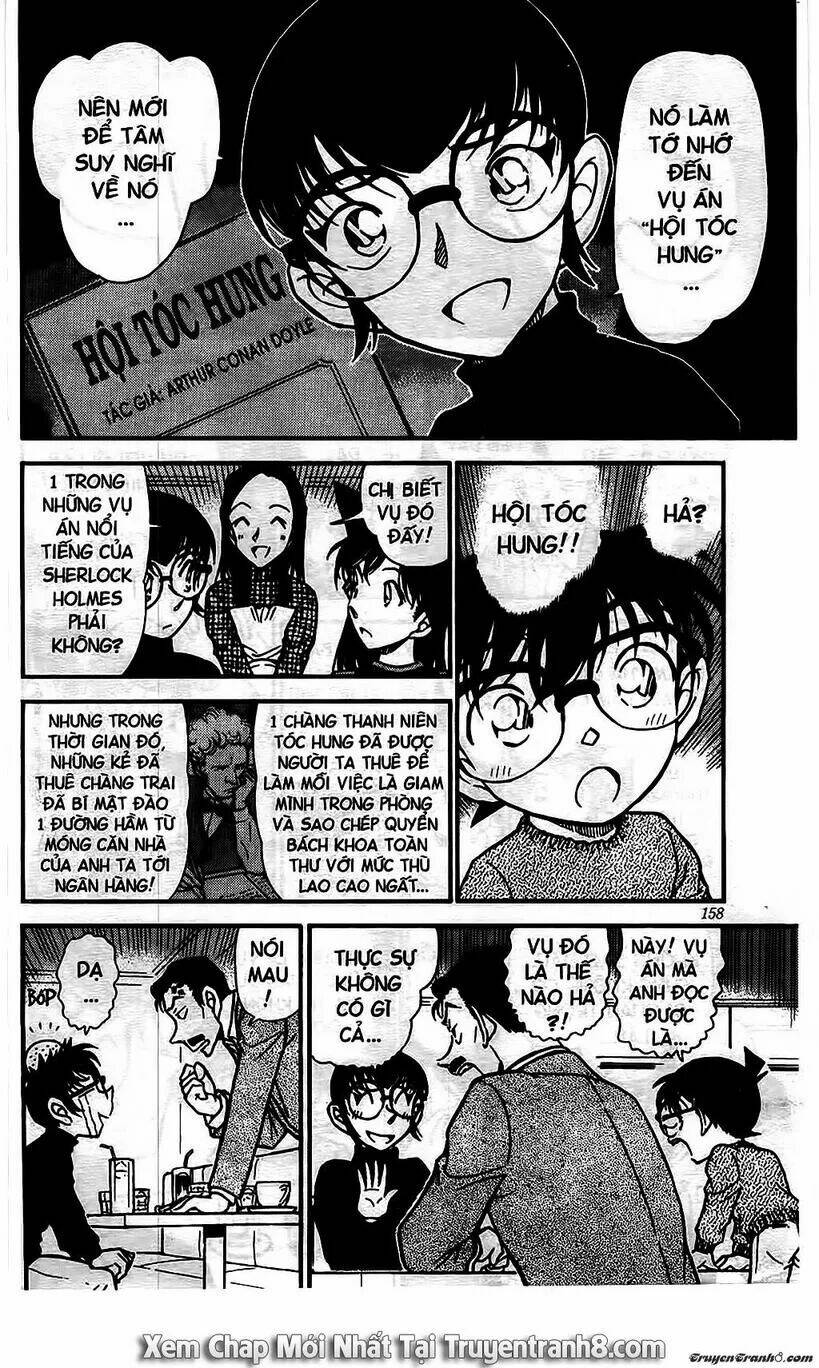 NÓ LÀM
TỚ NHỚ
ĐẾN
VỤ ÁN
"HỘI TÓC
HUNG"
...
NÊN MỚI
ĐỂ TÂM
SUY NGHĨ
VỀ NÓ
...
HỘI TÓC HUNG
TÁC GIẢ: ARTHUR CONAN DOYLE
HẢ?
HỘI TÓC
HUNG!!
CHỊ BIẾT
VỤ ĐÓ
ĐẤY!
1 TRONG
NHỮNG VỤ
ÁN NỔI
TIẾNG CỦA
SHERLOCK
HOLMES
PHẢI
KHÔNG?
1 CHÀNG THANH NIÊN
TÓC HUNG ĐÃ ĐƯỢC
NGƯỜI TA THUÊ ĐỂ
LÀM MỖI VIỆC LÀ GIAM
MÌNH TRONG PHÒNG
VÀ SAO CHÉP QUYỂN
BÁCH KHOA TOÀN
THƯ VỚI MỨC THÙ
LAO CAO NGẤT...
NHƯNG TRONG
THỜI GIAN ĐÓ,
NHỮNG KẺ ĐÃ
THUÊ CHÀNG TRAI
ĐÃ BÍ MẬT ĐÀO
1 ĐƯỜNG HẦM TỪ
MÓNG CĂN NHÀ
CỦA ANH TA TỚI
NGÂN HÀNG!
158
NÀY! VỤ
ÁN MÀ
ANH ĐỌC
ĐƯỢC
LÀ...
VỤ ĐÓ
LÀ THẾ
NÀO HẢ
?!
THỰC SỰ
KHÔNG
CÓ GÌ
CẢ...
NÓI
MAU
!
DẠ
...
BỐP
Xem Chap Mới Nhất Tại Truyentranh8.com
TruyenTranh8.com